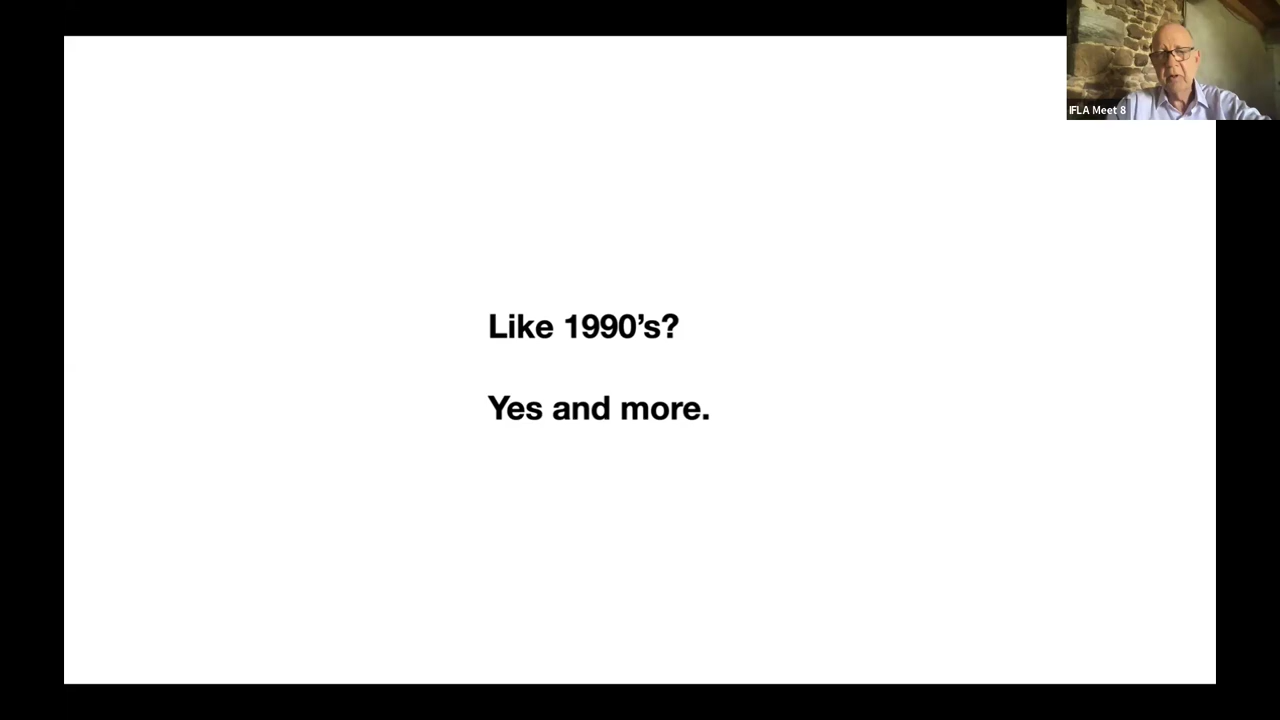 IFLA Meet 8
Like 1990’s?
Yes and more.